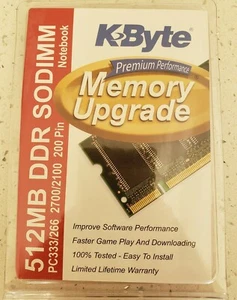 K-Byte
Premium Performance
Memory
Upgrade
512MB DDR SODIMM
Notebook
PC333/266 2700/2100 200 Pin
Improve Software Performance
Faster Game Play And Downloading
100% Tested - Easy To Install
Limited Lifetime Warranty